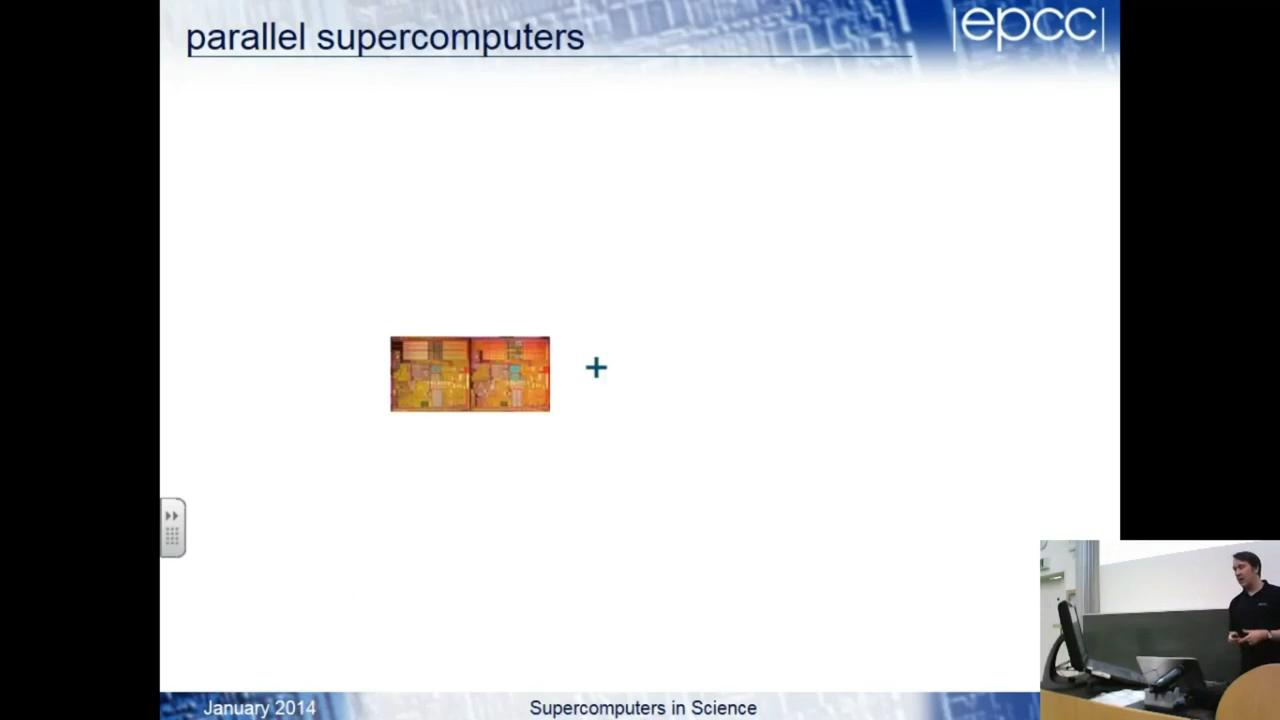 parallel supercomputers
|epcc|
+
January 2014
Supercomputers in Science